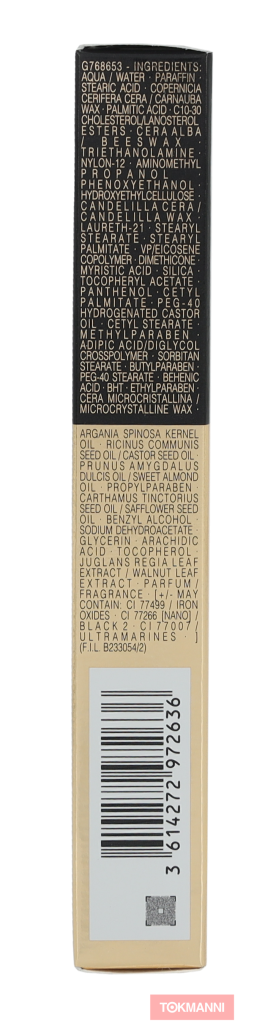 G768653 - INGREDIENTS:
AQUA / WATER · PARAFFIN ·
STEARIC ACID · COPERNICIA
CERIFERA CERA / CARNAUBA
WAX · PALMITIC ACID · C10-30
CHOLESTEROL/LANOSTEROL
ESTERS · CERA ALBA
/ BEESWAX ·
TRIETHANOLAMINE ·
NYLON-12 · AMINOMETHYL
PROPANOL ·
PHENOXYETHANOL ·
HYDROXYETHYLCELLULOSE ·
CANDELILLA CERA /
CANDELILLA WAX ·
LAURETH-21 · STEARYL
STEARATE · STEARYL
PALMITATE · VP/EICOSENE
COPOLYMER · DIMETHICONE ·
MYRISTIC ACID · SILICA ·
TOCOPHERYL ACETATE ·
PANTHENOL · CETYL
PALMITATE · PEG-40
HYDROGENATED CASTOR
OIL · CETYL STEARATE ·
METHYLPARABEN ·
ADIPIC ACID/DIGLYCOL
CROSSPOLYMER · SORBITAN
STEARATE · BUTYLPARABEN ·
PEG-40 STEARATE · BEHENIC
ACID · BHT · ETHYLPARABEN ·
CERA MICROCRISTALLINA /
MICROCRYSTALLINE WAX ·
ARGANIA SPINOSA KERNEL
OIL · RICINUS COMMUNIS
SEED OIL / CASTOR SEED OIL ·
PRUNUS AMYGDALUS
DULCIS OIL / SWEET ALMOND
OIL · PROPYLPARABEN ·
CARTHAMUS TINCTORIUS
SEED OIL / SAFFLOWER SEED
OIL · BENZYL ALCOHOL ·
SODIUM DEHYDROACETATE ·
GLYCERIN · ARACHIDIC
ACID · TOCOPHEROL ·
JUGLANS REGIA LEAF
EXTRACT / WALNUT LEAF
EXTRACT · PARFUM /
FRAGRANCE · [+/- MAY
CONTAIN: CI 77499 / IRON
OXIDES · CI 77266 [NANO] /
BLACK 2 · CI 77007 /
ULTRAMARINES · ]
(F.I.L. B233054/2)
3 614272 972636
TOKMANNI